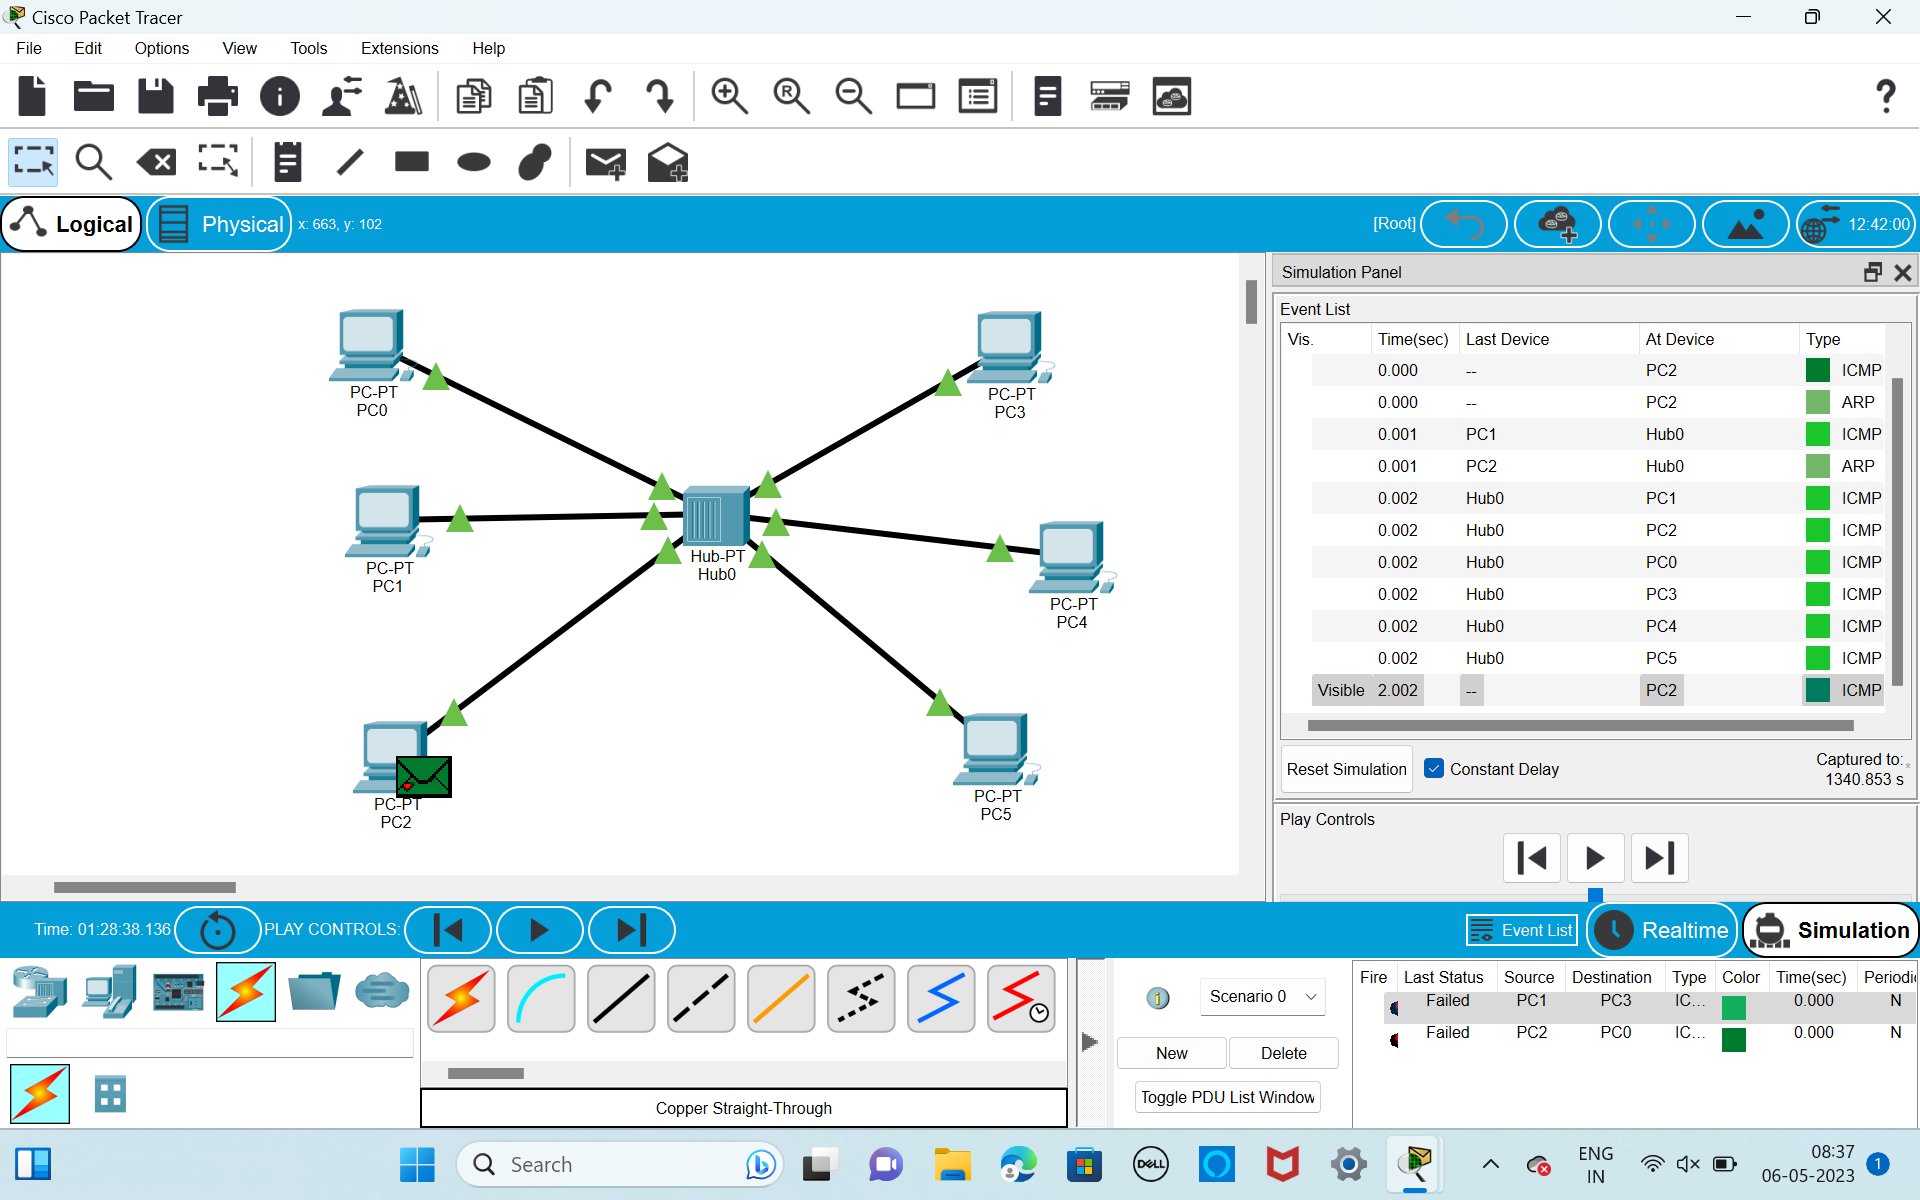 Cisco Packet Tracer
File Edit Options View Tools Extensions Help
Logical Physical x: 663, y: 102 [Root] 12:42:00
PC-PT
PC0
PC-PT
PC3
PC-PT
PC1
Hub-PT
Hub0
PC-PT
PC4
PC-PT
PC2
PC-PT
PC5
Simulation Panel
Event List
Vis. Time(sec) Last Device At Device Type
0.000 -- PC2 ICMP
0.000 -- PC2 ARP
0.001 PC1 Hub0 ICMP
0.001 PC2 Hub0 ARP
0.002 Hub0 PC1 ICMP
0.002 Hub0 PC2 ICMP
0.002 Hub0 PC0 ICMP
0.002 Hub0 PC3 ICMP
0.002 Hub0 PC4 ICMP
0.002 Hub0 PC5 ICMP
Visible 2.002 -- PC2 ICMP
Reset Simulation Constant Delay Captured to: *
1340.853 s
Play Controls
Time: 01:28:38.136 PLAY CONTROLS: Event List Realtime Simulation
Copper Straight-Through
Scenario 0
New Delete
Toggle PDU List Window
Fire Last Status Source Destination Type Color Time(sec) Periodic
Failed PC1 PC3 IC... 0.000 N
Failed PC2 PC0 IC... 0.000 N
Search
DELL
ENG
IN
08:37
06-05-2023
1